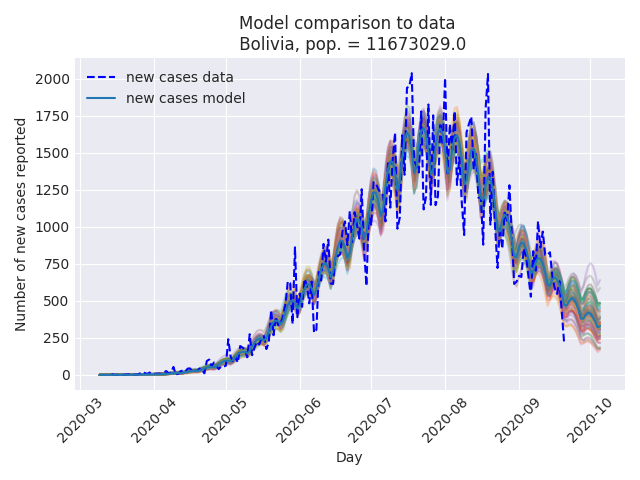 Model comparison to data
Bolivia, pop. = 11673029.0
new cases data
new cases model
Number of new cases reported
2000
1750
1500
1250
1000
750
500
250
0
2020-03
2020-04
2020-05
2020-06
2020-07
2020-08
2020-09
2020-10
Day